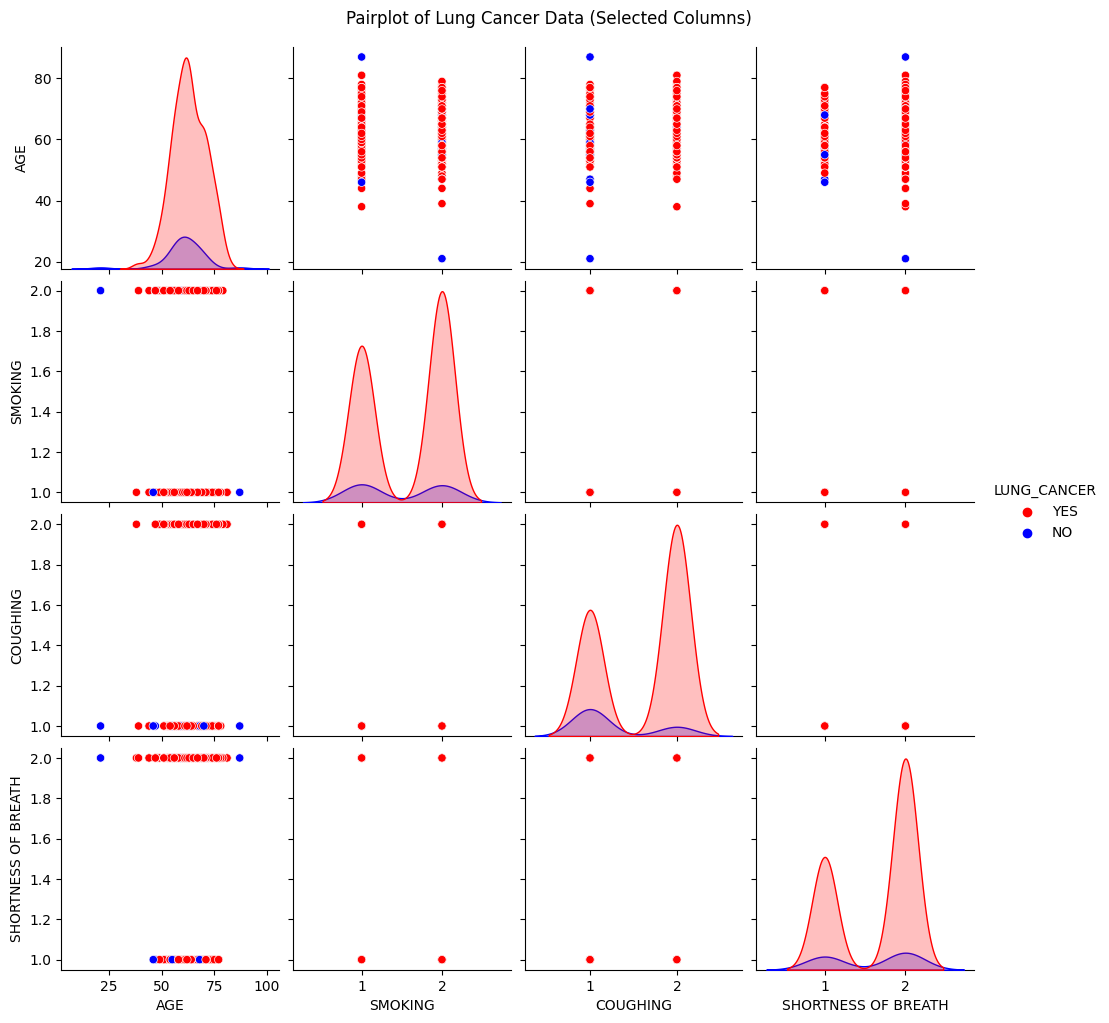 Pairplot of Lung Cancer Data (Selected Columns)
80
60
40
20
AGE
2.0
1.8
1.6
1.4
1.2
1.0
SMOKING
2.0
1.8
1.6
1.4
1.2
1.0
COUGHING
LUNG_CANCER
YES
NO
2.0
1.8
1.6
1.4
1.2
1.0
SHORTNESS OF BREATH
25 50 75 100
1 2
1 2
1 2
AGE
SMOKING
COUGHING
SHORTNESS OF BREATH